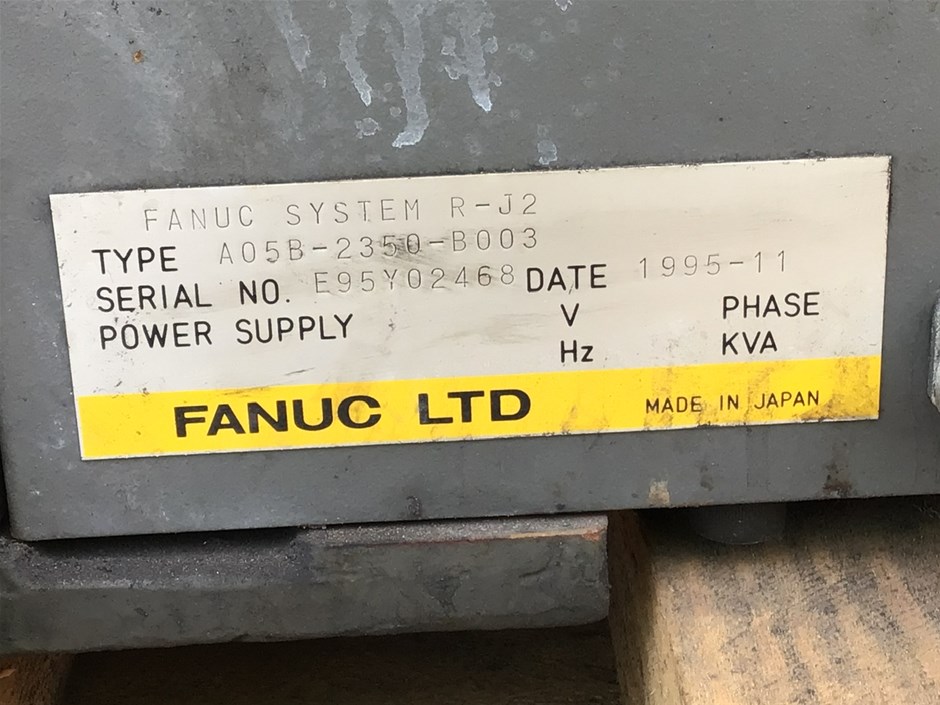 FANUC SYSTEM R-J2
TYPE A05B-2350-B003
SERIAL NO. E95Y02468 DATE 1995-11
POWER SUPPLY V PHASE
Hz KVA
FANUC LTD MADE IN JAPAN